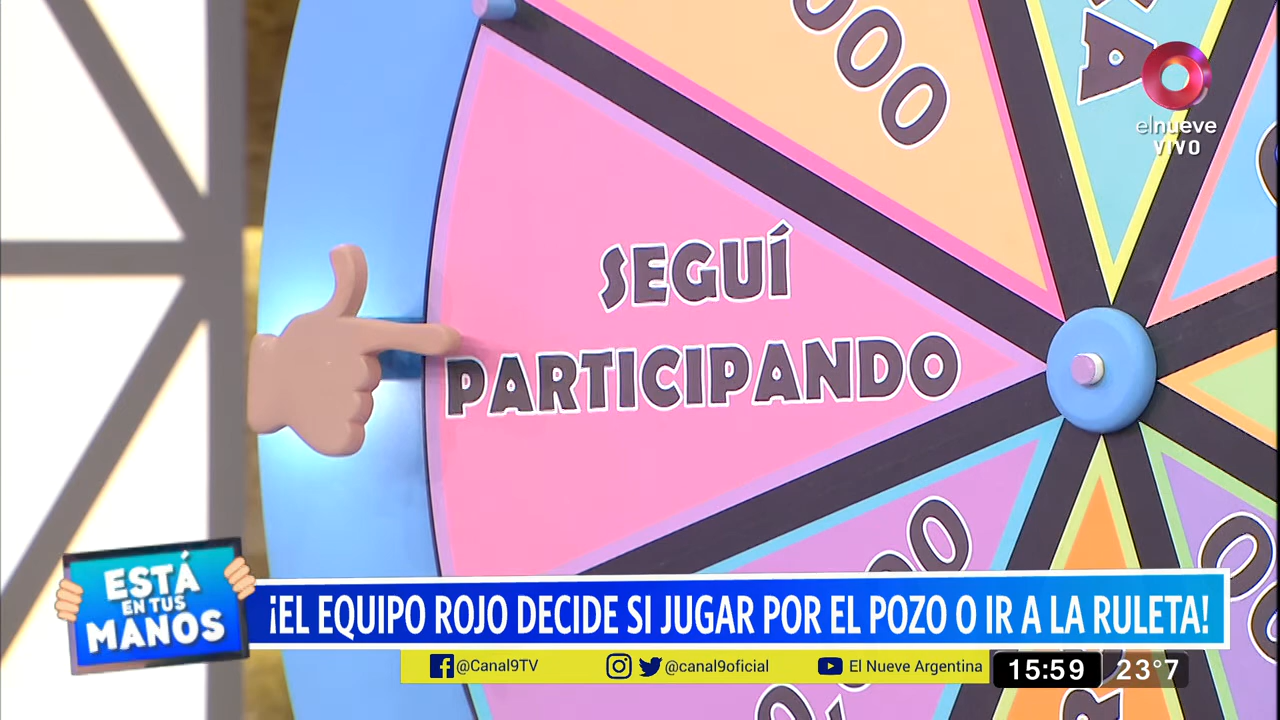 000
elnueve
VIVO
SEGUÍ
PARTICIPANDO
ESTÁ
EN TUS
MANOS
¡EL EQUIPO ROJO DECIDE SI JUGAR POR EL POZO O IR A LA RULETA!
@Canal9TV
@canal9oficial
El Nueve Argentina
15:59
23°7